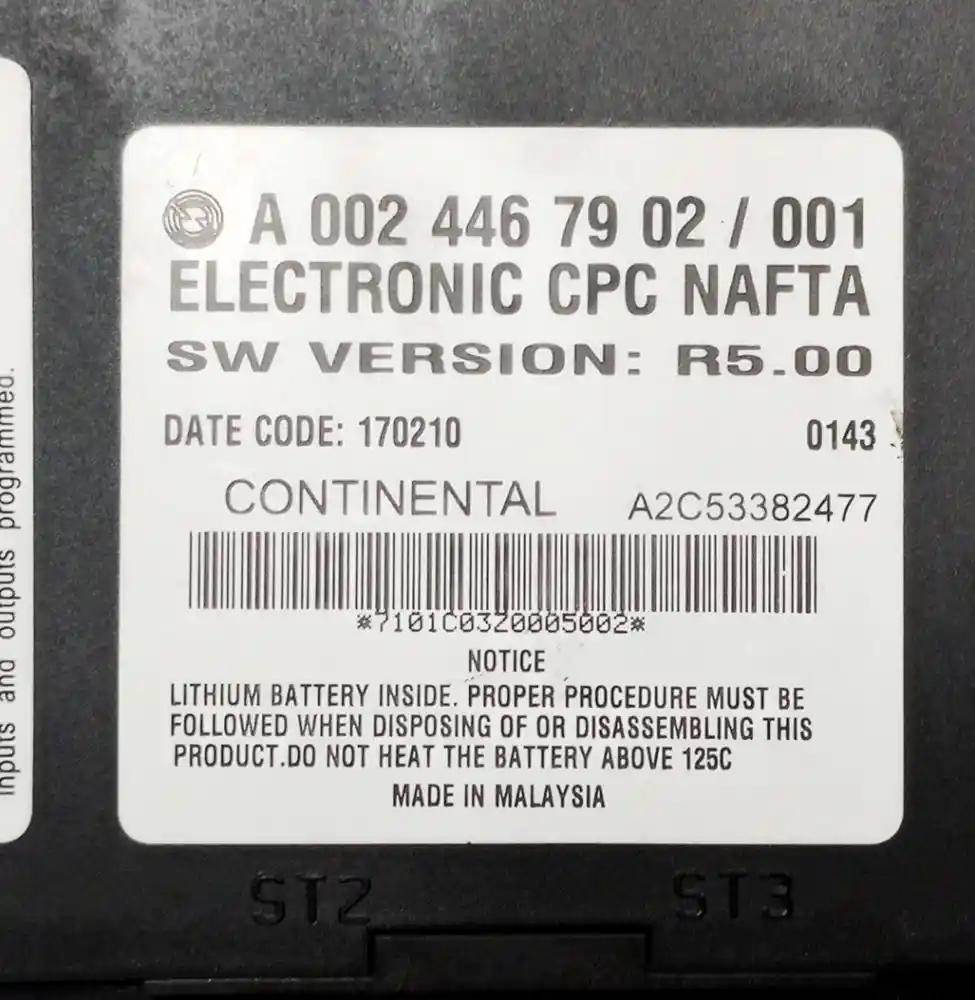 A 002 446 79 02 / 001
ELECTRONIC CPC NAFTA
SW VERSION: R5.00
DATE CODE: 170210 0143
CONTINENTAL A2C53382477
*7101C03Z0005002*
NOTICE
LITHIUM BATTERY INSIDE. PROPER PROCEDURE MUST BE
FOLLOWED WHEN DISPOSING OF OR DISASSEMBLING THIS
PRODUCT.DO NOT HEAT THE BATTERY ABOVE 125C
MADE IN MALAYSIA
ST2 ST3
inputs and outputs programmed.